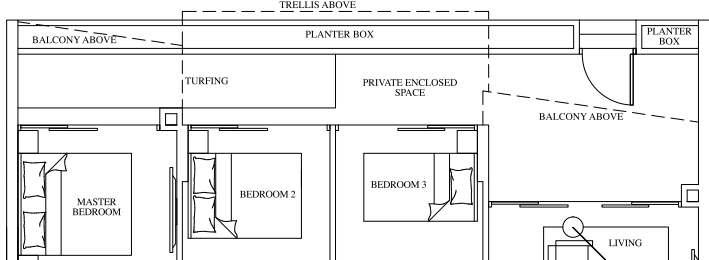 TRELLIS ABOVE
BALCONY ABOVE
PLANTER BOX
PLANTER
BOX
TURFING
PRIVATE ENCLOSED
SPACE
BALCONY ABOVE
MASTER
BEDROOM
BEDROOM 2
BEDROOM 3
LIVING